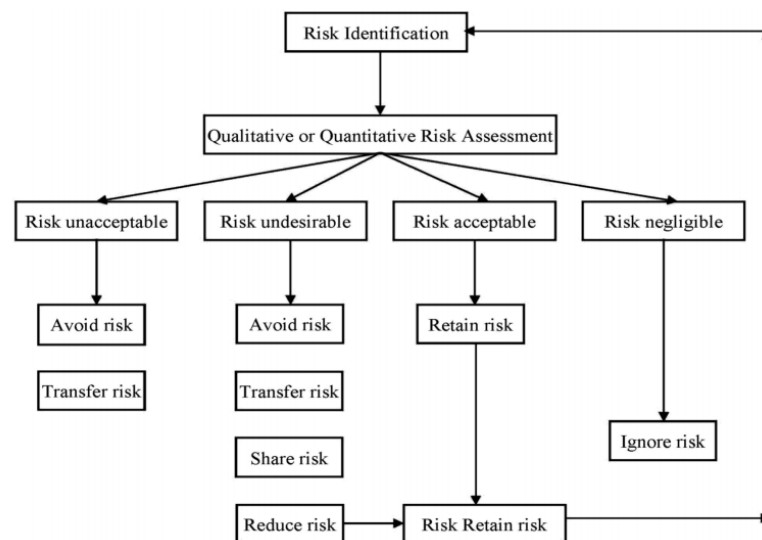 Risk Identification
Qualitative or Quantitative Risk Assessment
Risk unacceptable
Risk undesirable
Risk acceptable
Risk negligible
Avoid risk
Avoid risk
Retain risk
Transfer risk
Transfer risk
Ignore risk
Share risk
Reduce risk
Risk Retain risk